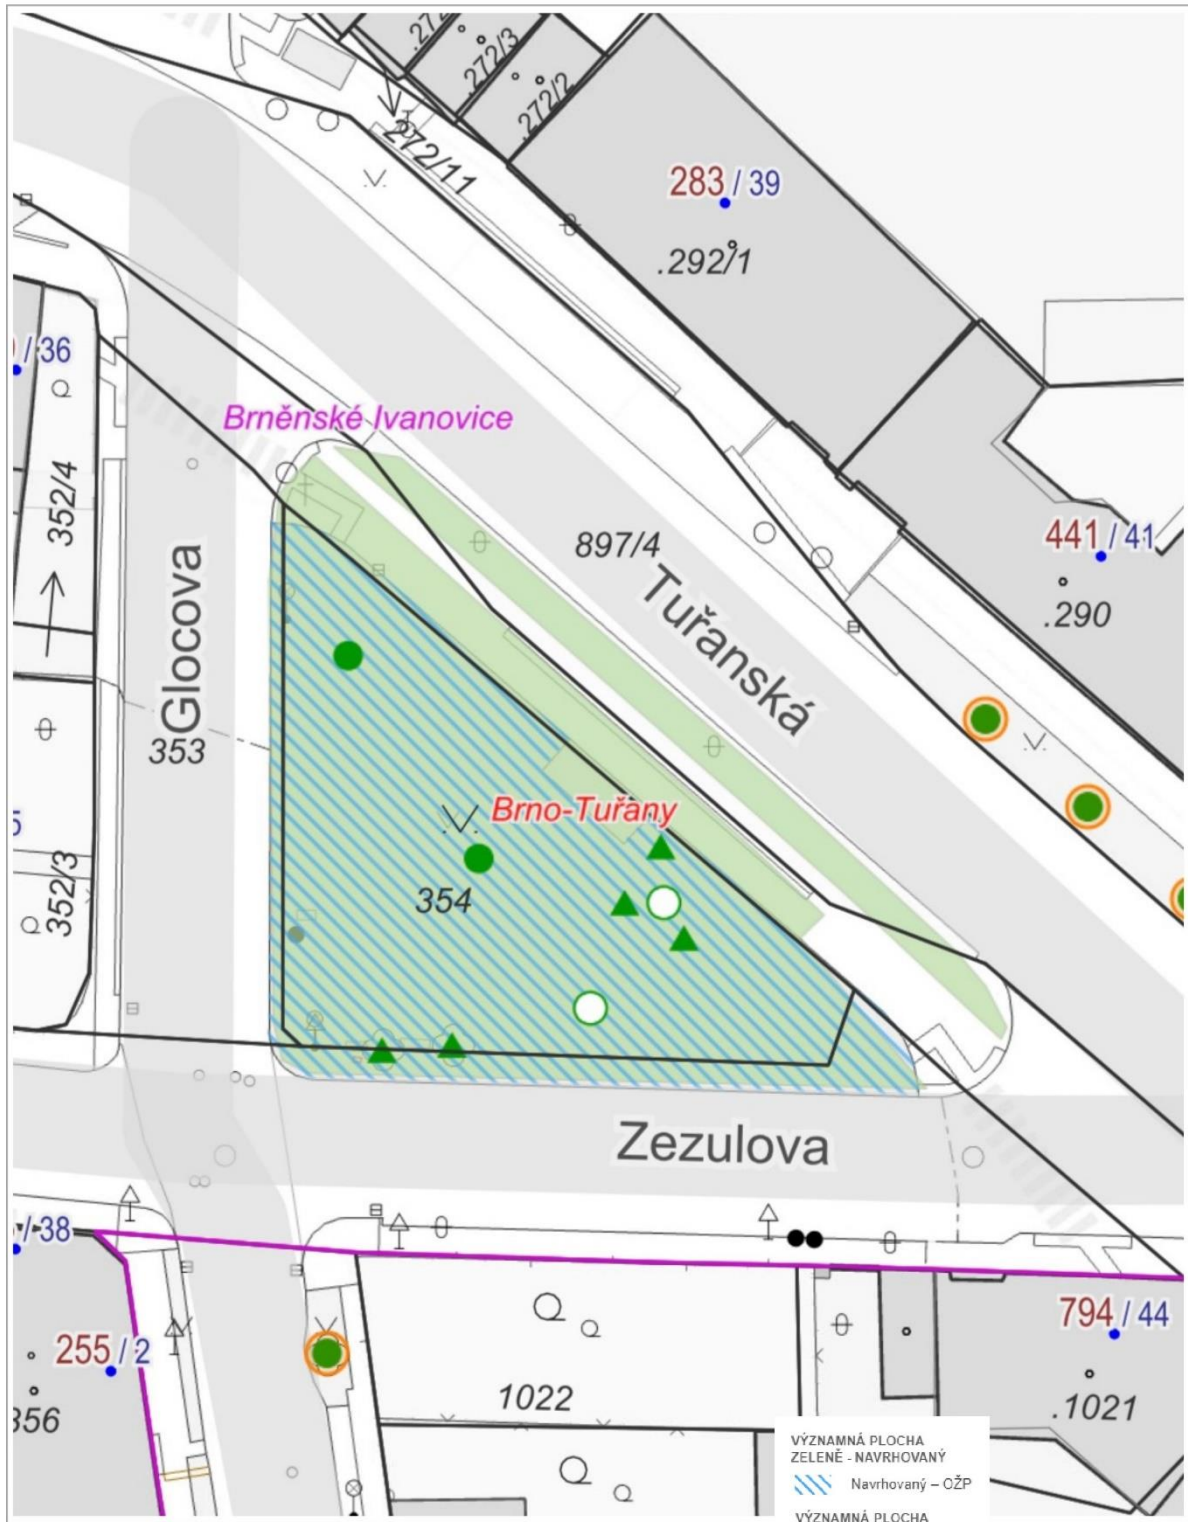 .272/3
.272/2
272/11
283 / 39
.292/1
/ 36
Brněnské Ivanovice
352/4
897/4
441 / 41
.290
Glocova
Tuřanská
353
Brno-Tuřany
5
352/3
354
Zezulova
/ 38
255 / 2
794 / 44
1022
.1021
356
VÝZNAMNÁ PLOCHA
ZELENĚ - NAVRHOVANÝ
Navrhovaný – OŽP
VÝZNAMNÁ PLOCHA